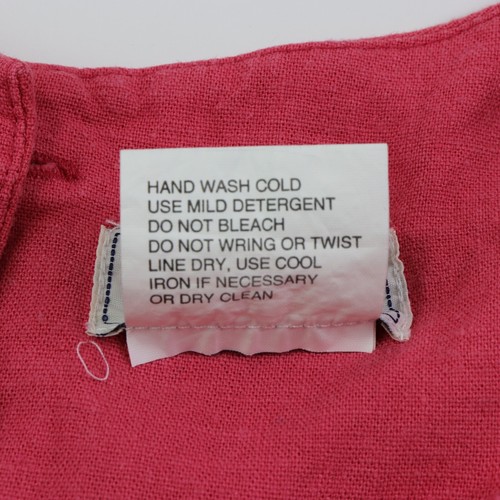 HAND WASH COLD
USE MILD DETERGENT
DO NOT BLEACH
DO NOT WRING OR TWIST
LINE DRY, USE COOL
IRON IF NECESSARY
OR DRY CLEAN